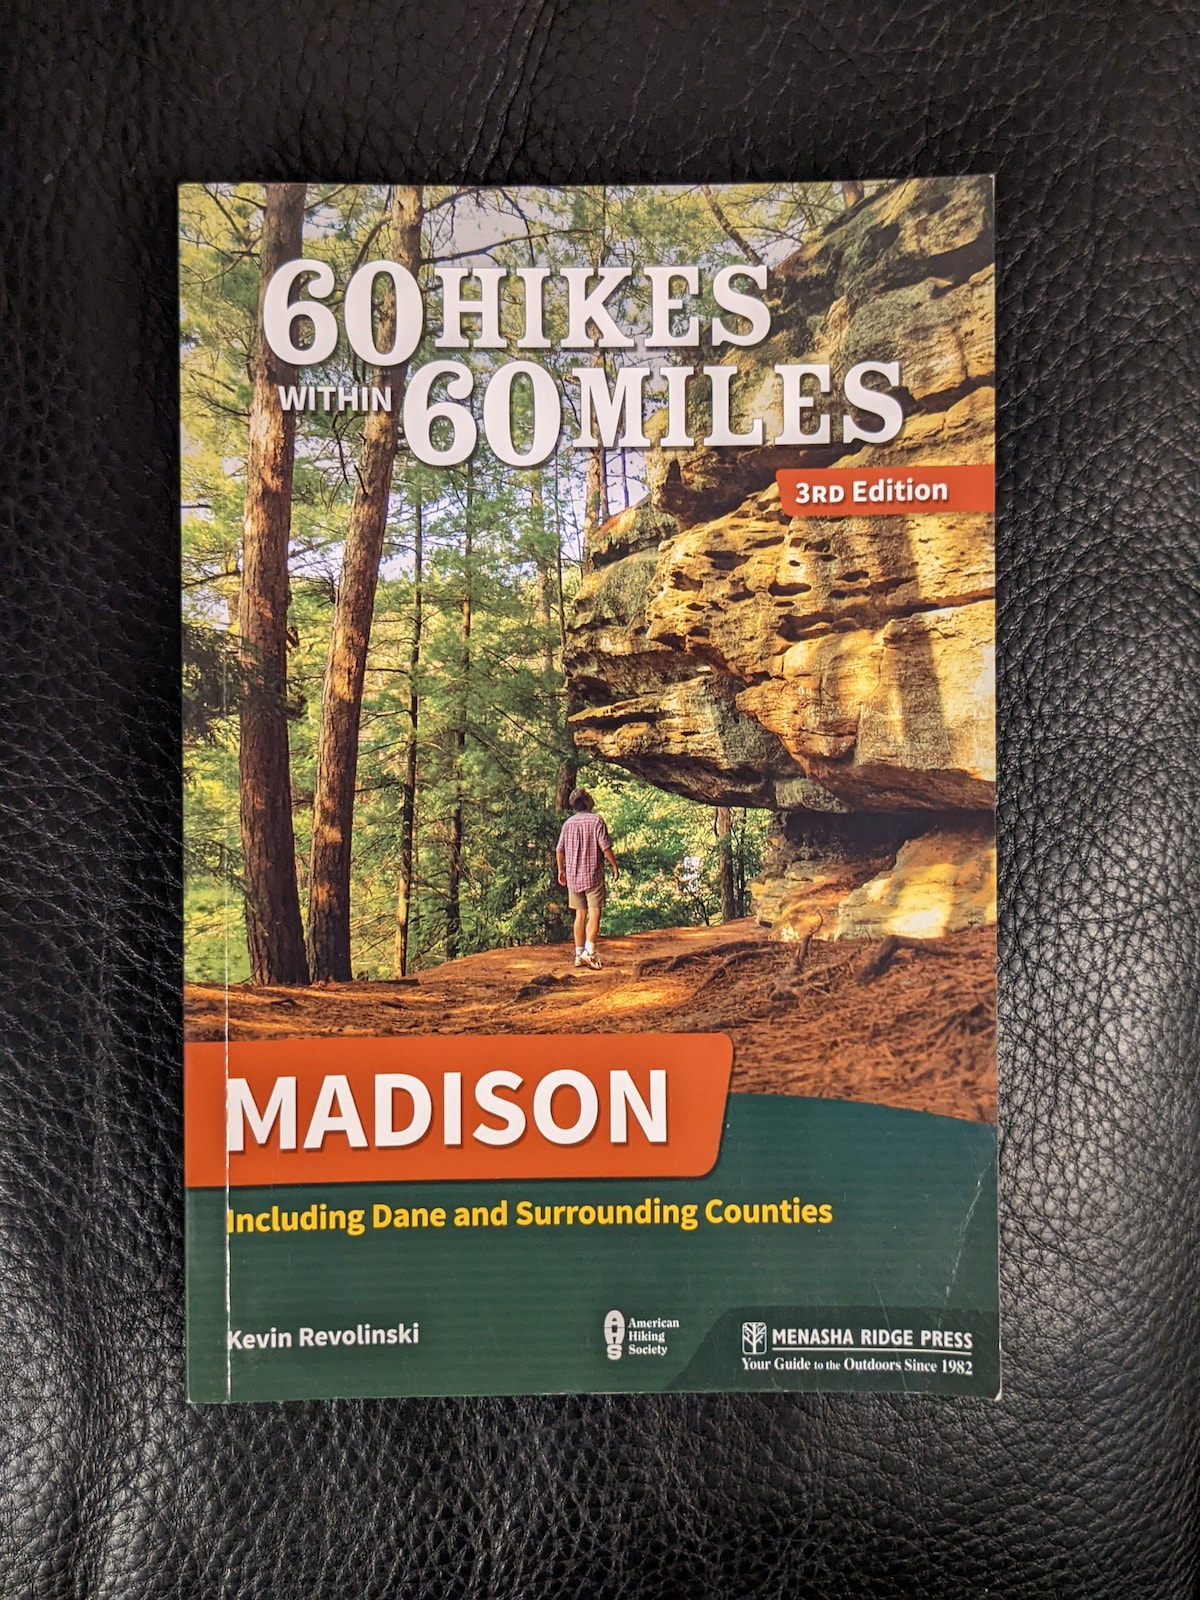 60 HIKES
WITHIN 60 MILES
3RD Edition
MADISON
Including Dane and Surrounding Counties
Kevin Revolinski
AHS
American
Hiking
Society
MENASHA RIDGE PRESS
Your Guide to the Outdoors Since 1982